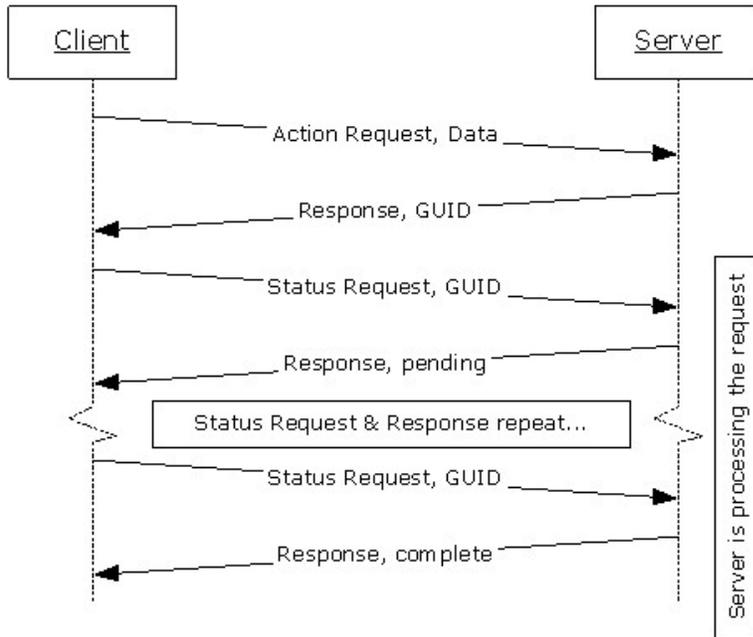 Client
Server
Action Request, Data
Response, GUID
Status Request, GUID
Response, pending
Status Request & Response repeat...
Status Request, GUID
Response, complete
Server is processing the request